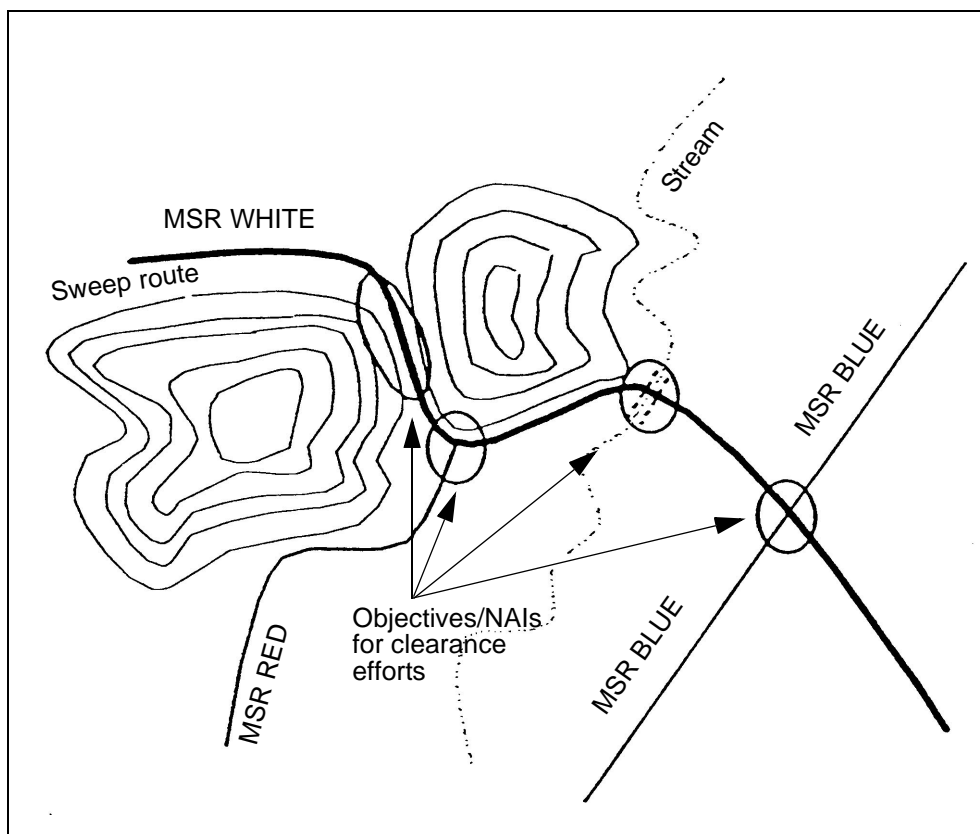 Stream
MSR WHITE
Sweep route
MSR BLUE
Objectives/NAIs
for clearance
efforts
MSR RED
MSR BLUE